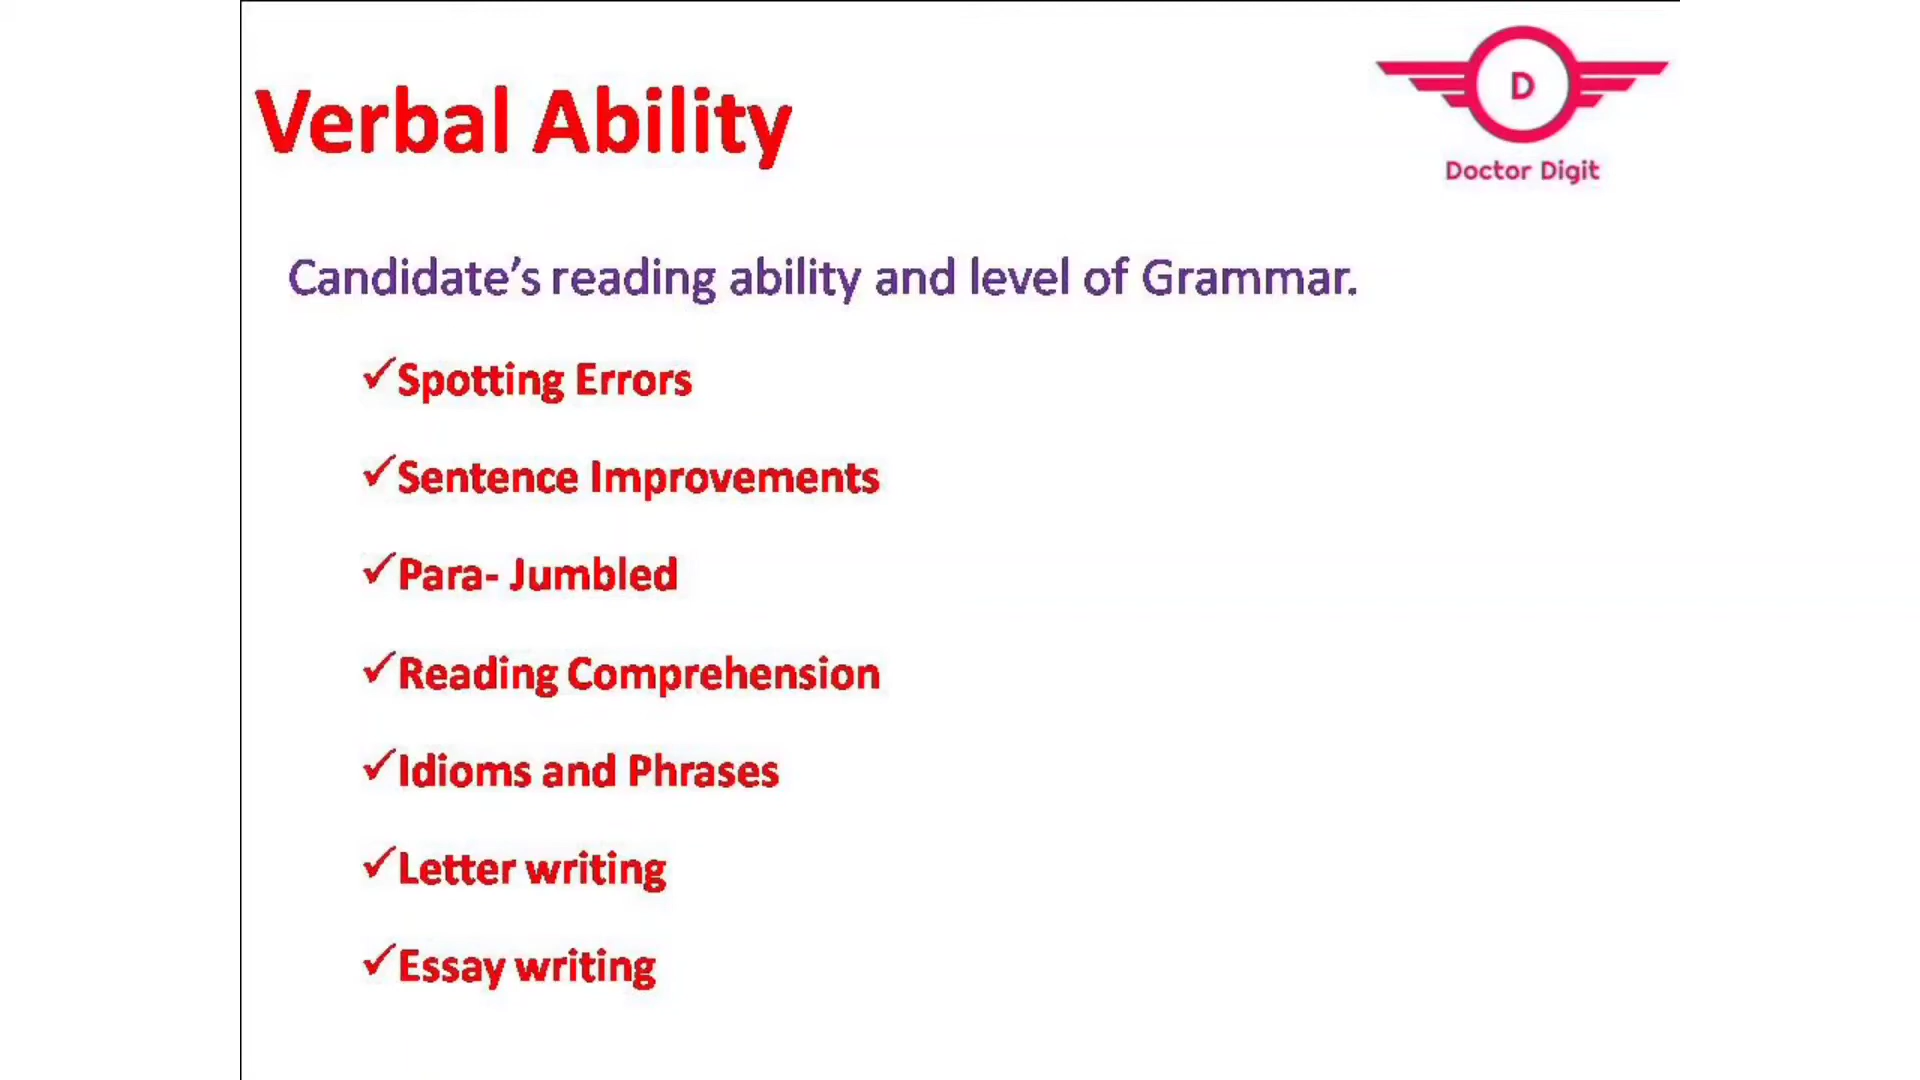 D
Doctor Digit
Verbal Ability
Candidate's reading ability and level of Grammar.
✓Spotting Errors
✓Sentence Improvements
✓Para- Jumbled
✓Reading Comprehension
✓Idioms and Phrases
✓Letter writing
✓Essay writing